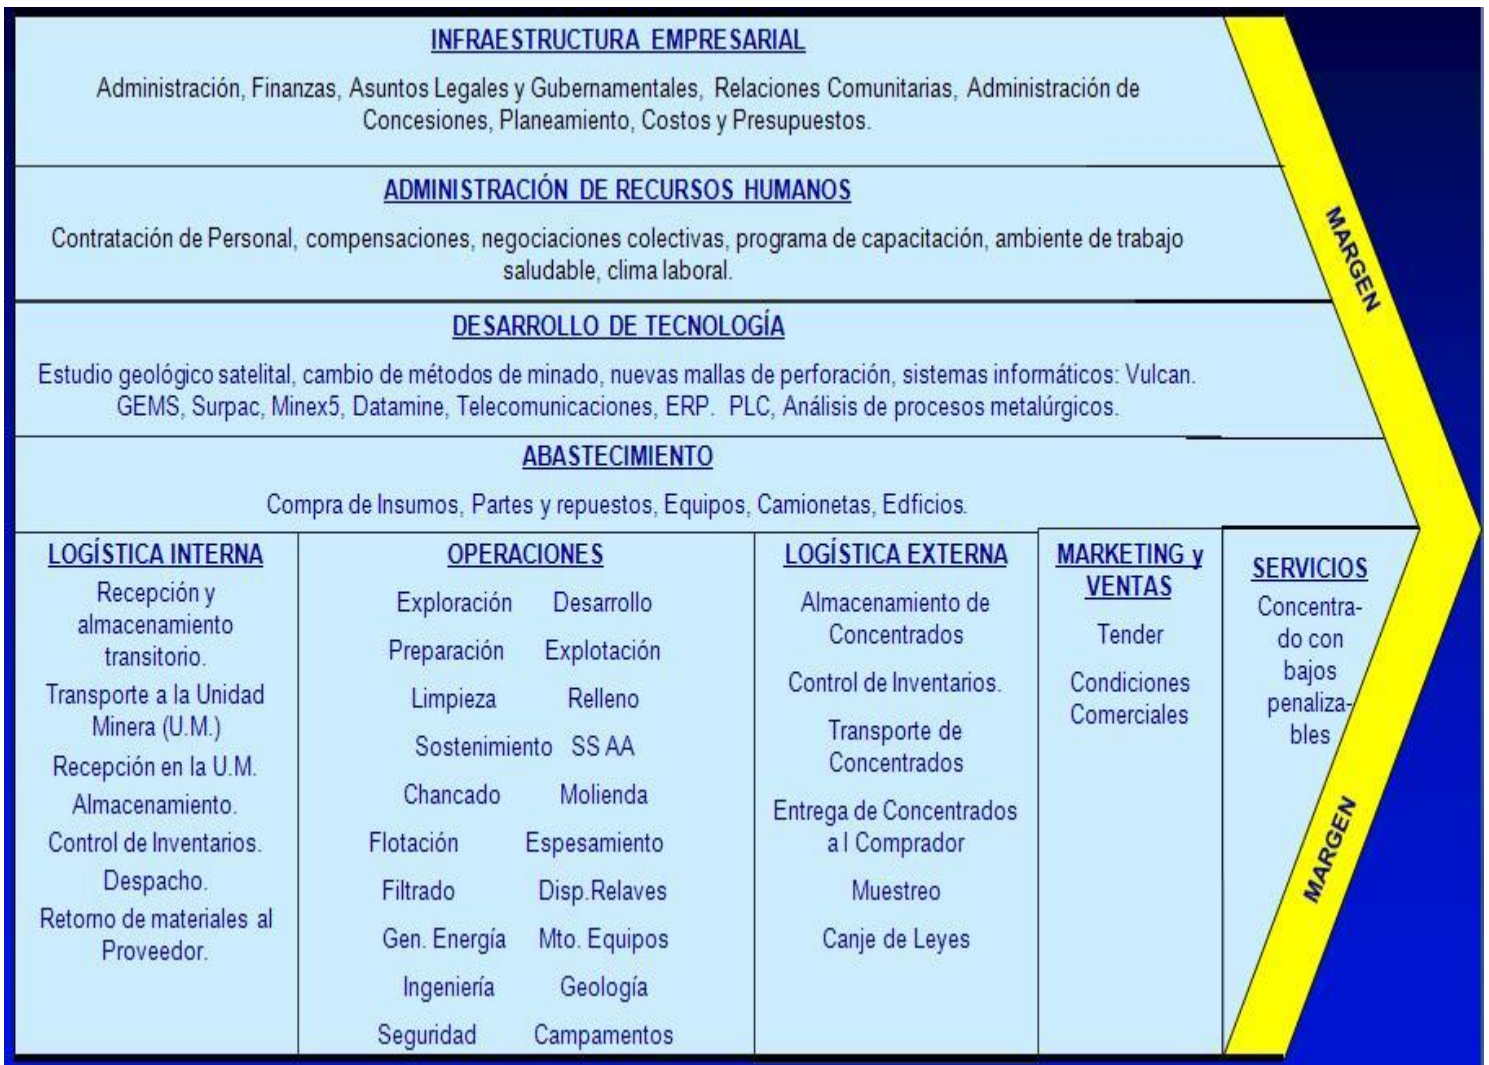 INFRAESTRUCTURA EMPRESARIAL
Administración, Finanzas, Asuntos Legales y Gubernamentales, Relaciones Comunitarias, Administración de
Concesiones, Planeamiento, Costos y Presupuestos.
ADMINISTRACIÓN DE RECURSOS HUMANOS
Contratación de Personal, compensaciones, negociaciones colectivas, programa de capacitación, ambiente de trabajo
saludable, clima laboral.
DESARROLLO DE TECNOLOGÍA
Estudio geológico satelital, cambio de métodos de minado, nuevas mallas de perforación, sistemas informáticos: Vulcan.
GEMS, Surpac, Minex5, Datamine, Telecomunicaciones, ERP. PLC, Análisis de procesos metalúrgicos.
ABASTECIMIENTO
Compra de Insumos, Partes y repuestos, Equipos, Camionetas, Edficios.
LOGÍSTICA INTERNA
Recepción y
almacenamiento
transitorio.
Transporte a la Unidad
Minera (U.M.)
Recepción en la U.M.
Almacenamiento.
Control de Inventarios.
Despacho.
Retorno de materiales al
Proveedor.
OPERACIONES
Exploración Desarrollo
Preparación Explotación
Limpieza Relleno
Sostenimiento SS AA
Chancado Molienda
Flotación Espesamiento
Filtrado Disp.Relaves
Gen. Energía Mto. Equipos
Ingeniería Geología
Seguridad Campamentos
LOGÍSTICA EXTERNA
Almacenamiento de
Concentrados
Control de Inventarios.
Transporte de
Concentrados
Entrega de Concentrados
a l Comprador
Muestreo
Canje de Leyes
MARKETING y
VENTAS
Tender
Condiciones
Comerciales
SERVICIOS
Concentra-
do con
bajos
penaliza-
bles
MARGEN
MARGEN